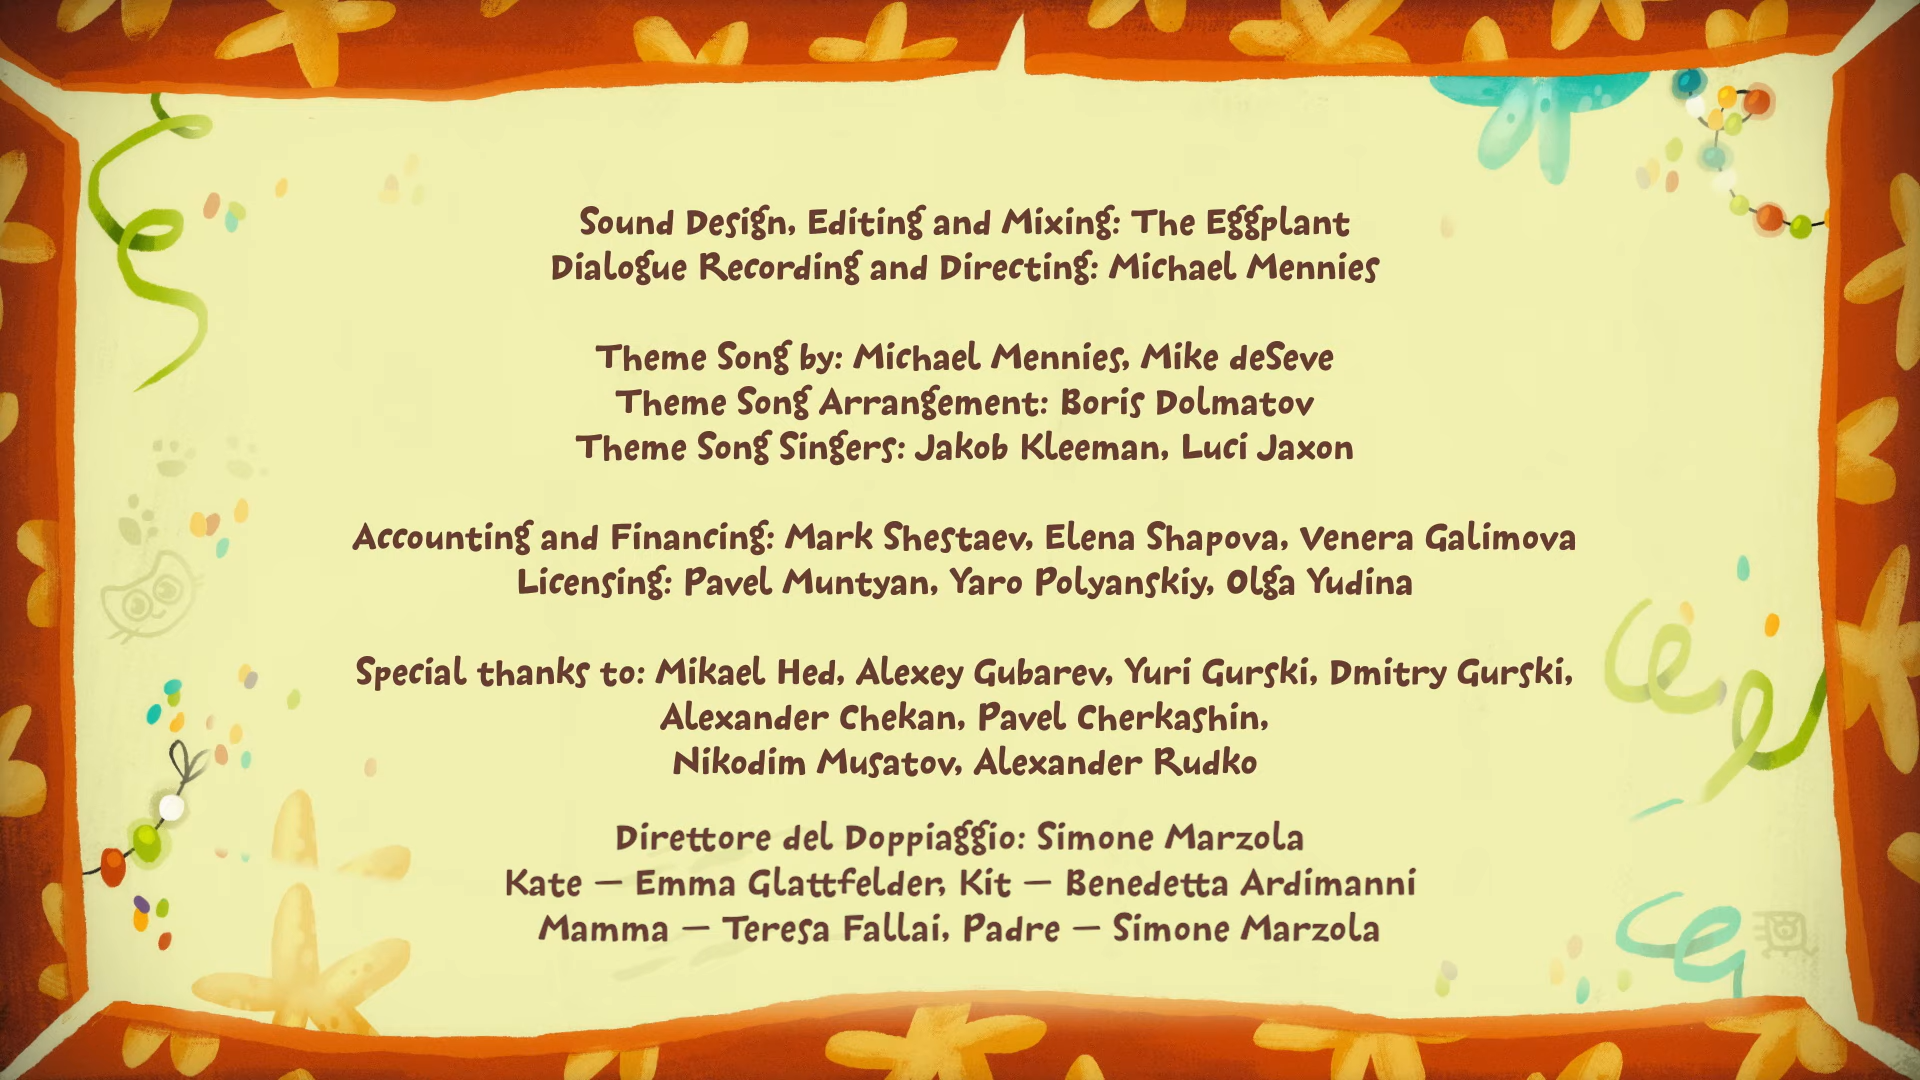 Sound Design, Editing and Mixing: The Eggplant
Dialogue Recording and Directing: Michael Mennies
Theme Song by: Michael Mennies, Mike deSeve
Theme Song Arrangement: Boris Dolmatov
Theme Song Singers: Jakob Kleeman, Luci Jaxon
Accounting and Financing: Mark Shestaev, Elena Shapova, Venera Galimova
Licensing: Pavel Muntyan, Yaro Polyanskiy, Olga Yudina
Special thanks to: Mikael Hed, Alexey Gubarev, Yuri Gurski, Dmitry Gurski,
Alexander Chekan, Pavel Cherkashin,
Nikodim Musatov, Alexander Rudko
Direttore del Doppiaggio: Simone Marzola
Kate — Emma Glattfelder, Kit — Benedetta Ardimanni
Mamma — Teresa Fallai, Padre — Simone Marzola